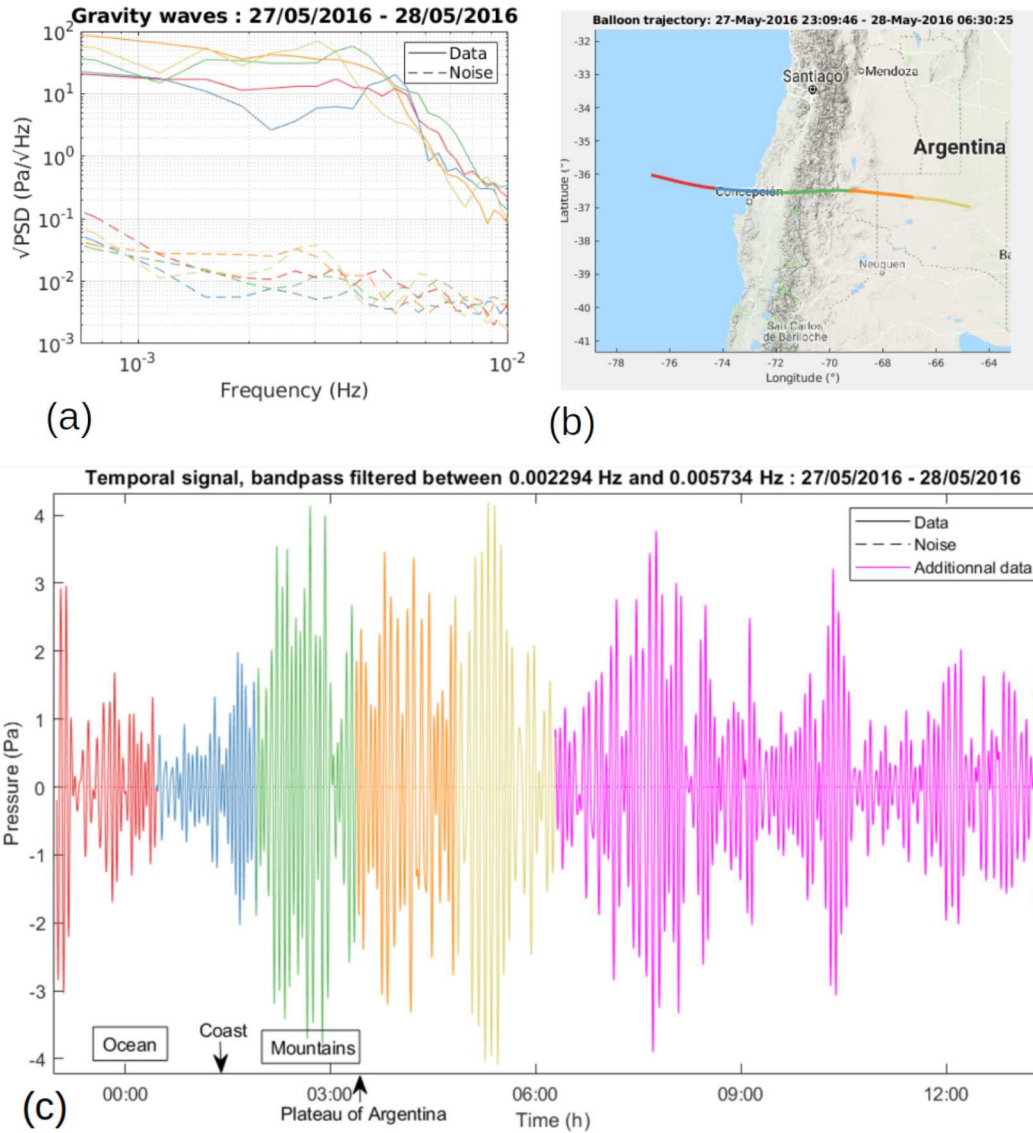 Gravity waves : 27/05/2016 - 28/05/2016
10²
10¹
10⁰
10⁻¹
10⁻²
10⁻³
√PSD (Pa/√Hz)
Data
Noise
10⁻³
10⁻²
Frequency (Hz)
(a)
Balloon trajectory: 27-May-2016 23:09:46 - 28-May-2016 06:30:25
-32
-33
-34
-35
-36
-37
-38
-39
-40
-41
Latitude (°)
Santiago
Mendoza
Argentina
Concepción
Neuquen
Ba
San Carlos
de Bariloche
-78
-76
-74
-72
-70
-68
-66
-64
Longitude (°)
(b)
Temporal signal, bandpass filtered between 0.002294 Hz and 0.005734 Hz : 27/05/2016 - 28/05/2016
4
3
2
1
0
-1
-2
-3
-4
Pressure (Pa)
Data
Noise
Additionnal data
Ocean
Coast
Mountains
Plateau of Argentina
00:00
03:00
06:00
09:00
12:00
Time (h)
(c)